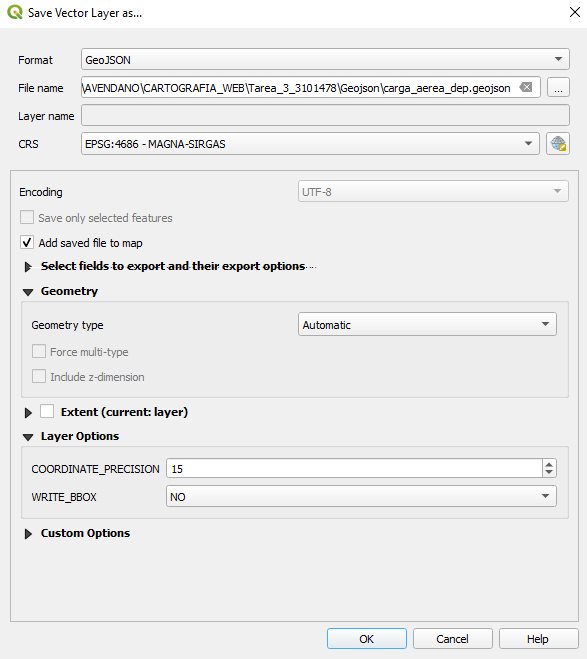 Save Vector Layer as...
Format GeoJSON
File name \AVENDANO\CARTOGRAFIA_WEB\Tarea_3_3101478\Geojson\carga_aerea_dep.geojson ...
Layer name
CRS EPSG:4686 - MAGNA-SIRGAS
Encoding UTF-8
Save only selected features
Add saved file to map
Select fields to export and their export options
Geometry
Geometry type Automatic
Force multi-type
Include z-dimension
Extent (current: layer)
Layer Options
COORDINATE_PRECISION 15
WRITE_BBOX NO
Custom Options
OK Cancel Help